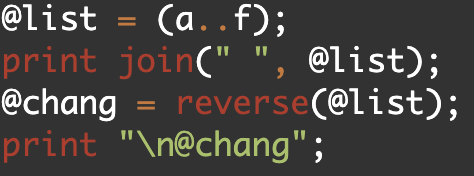 @list = (a..f);
print join(" ", @list);
@chang = reverse(@list);
print "\n@chang";